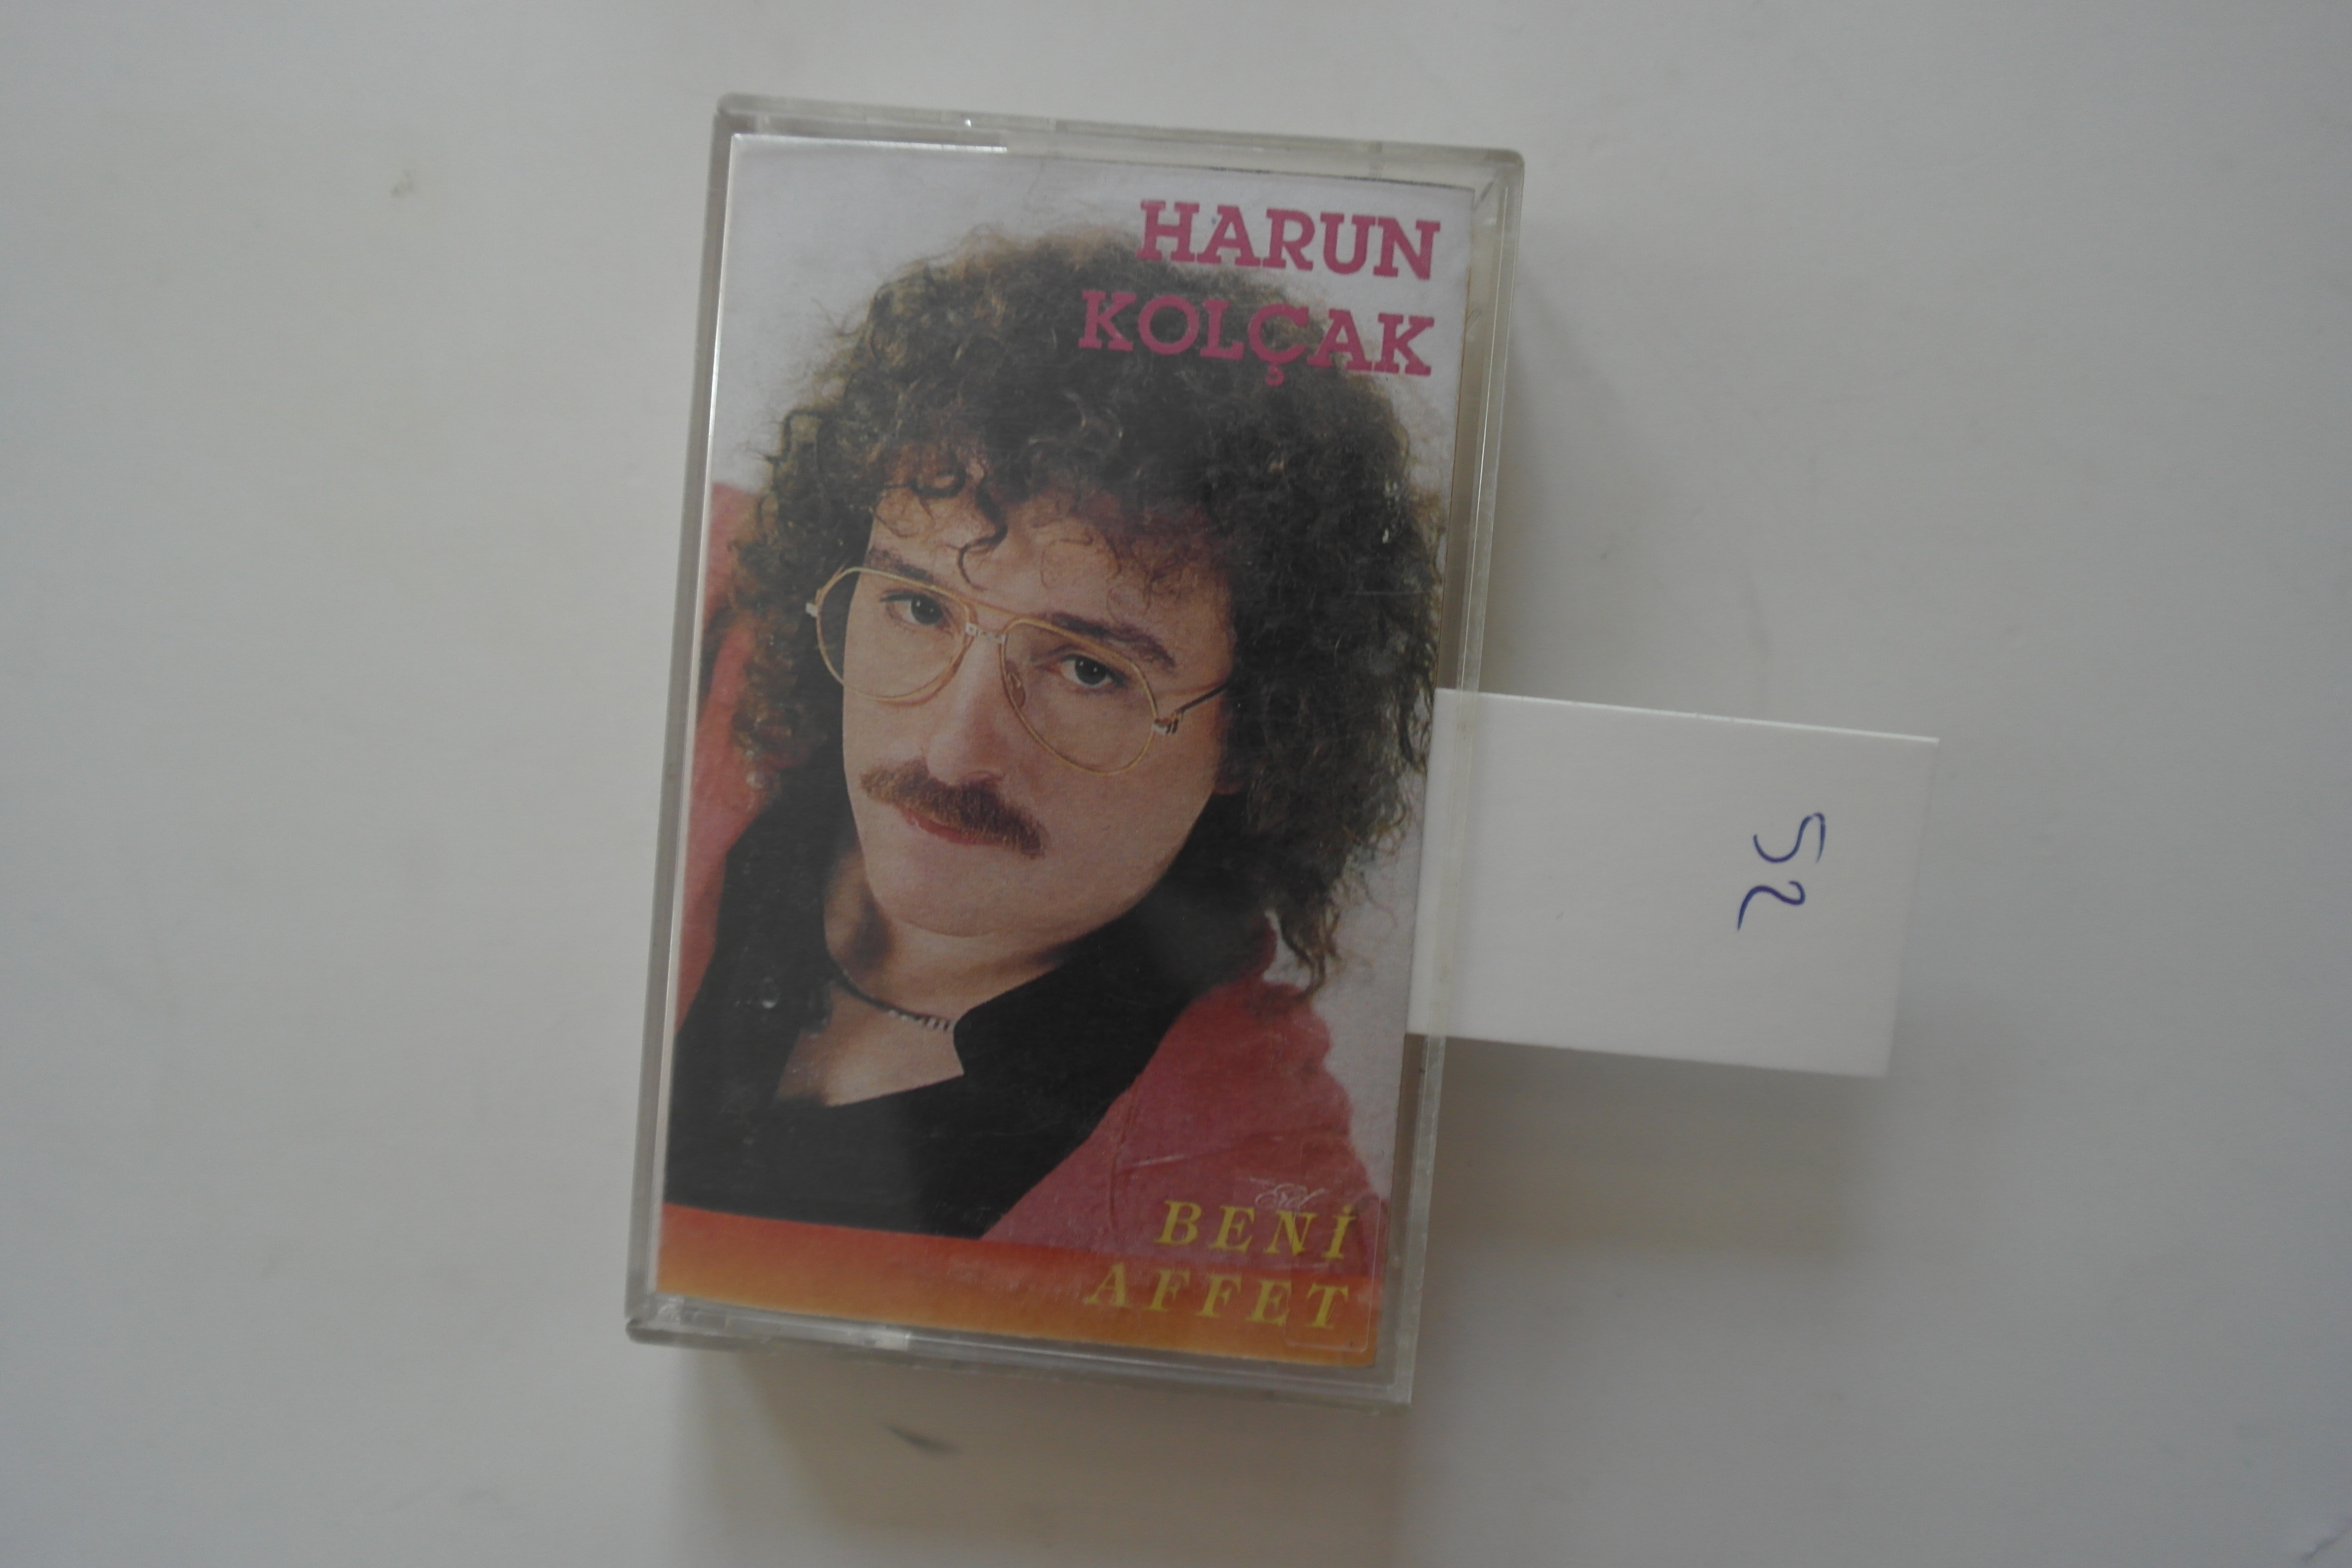 HARUN
KOLÇAK
BENİ
AFFET
52